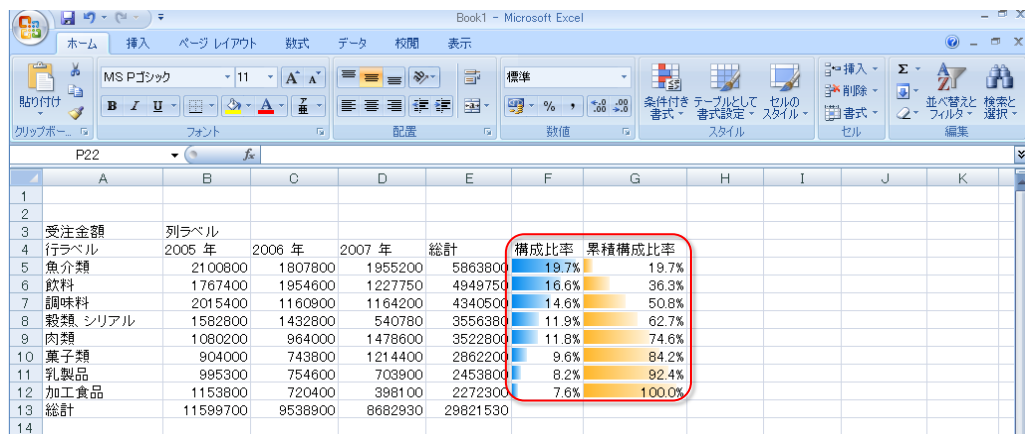 Book1 - Microsoft Excel
ホーム 挿入 ページ レイアウト 数式 データ 校閲 表示
MS Pゴシック 11 A A 標準 挿入 Σ
貼り付け B I U A 亜 % , 条件付き 書式 テーブルとして 書式設定 セルの スタイル 削除 書式 並べ替えと フィルタ 検索と 選択
クリップボー... フォント 配置 数値 スタイル セル 編集
P22 fx
A B C D E F G H I J K
1
2
3 受注金額 列ラベル
4 行ラベル 2005 年 2006 年 2007 年 総計 構成比率 累積構成比率
5 魚介類 2100800 1807800 1955200 5863800 19.7% 19.7%
6 飲料 1767400 1954600 1227750 4949750 16.6% 36.3%
7 調味料 2015400 1160900 1164200 4340500 14.6% 50.8%
8 穀類、シリアル 1582800 1432800 540780 3556380 11.9% 62.7%
9 肉類 1080200 964000 1478600 3522800 11.8% 74.6%
10 菓子類 904000 743800 1214400 2862200 9.6% 84.2%
11 乳製品 995300 754600 703900 2453800 8.2% 92.4%
12 加工食品 1153800 720400 398100 2272300 7.6% 100.0%
13 総計 11599700 9538900 8682930 29821530
14